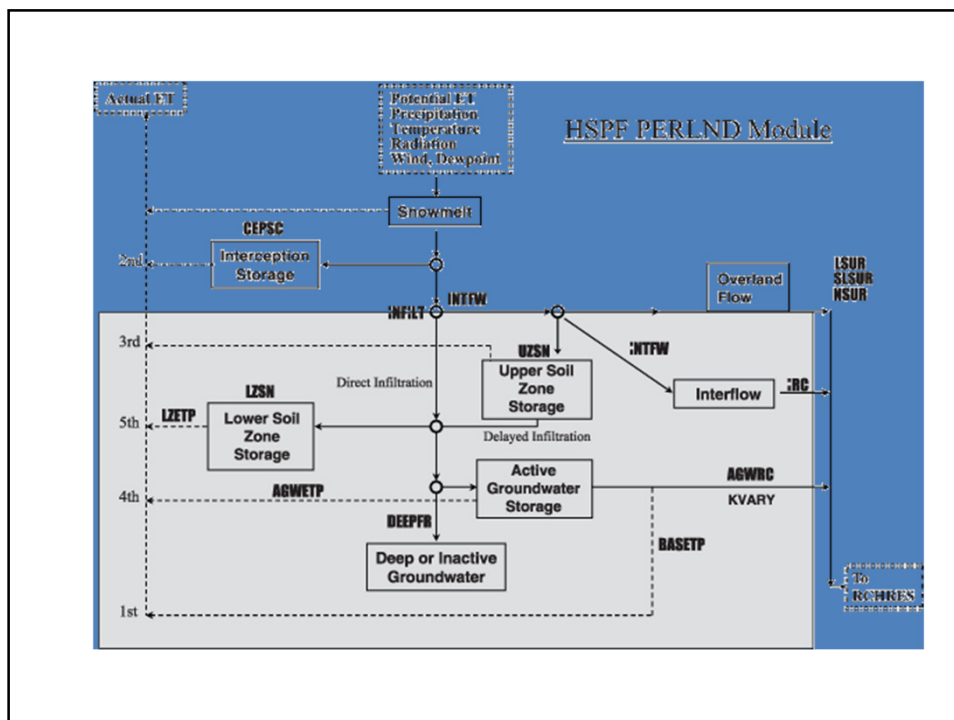 Actual ET
Potential ET
Precipitation
Temperature
Radiation
Wind, Dewpoint
HSPF PERLND Module
Snowmelt
CEPSC
2nd
Interception
Storage
Overland
Flow
LSUR
SLSUR
NSUR
INTFW
INFILT
3rd
UZSN
INTFW
Upper Soil
Zone
Storage
Direct Infiltration
LZSN
Interflow
IRC
5th
LZETP
Lower Soil
Zone
Storage
Delayed Infiltration
Active
Groundwater
Storage
AGWRC
KVARY
4th
AGWETP
DEEPFR
BASETP
Deep or Inactive
Groundwater
1st
To
RCHRES